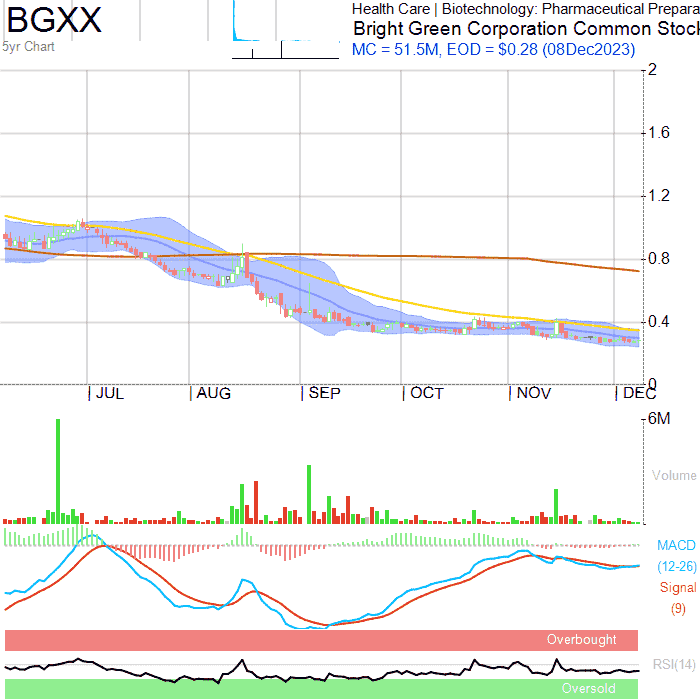 BGXX
5yr Chart
Health Care | Biotechnology: Pharmaceutical Prepara
Bright Green Corporation Common Stock
MC = 51.5M, EOD = $0.28 (08Dec2023)
2
1.6
1.2
0.8
0.4
0
JUL AUG SEP OCT NOV DEC
6M
Volume
MACD
(12-26)
Signal
(9)
Overbought
RSI(14)
Oversold